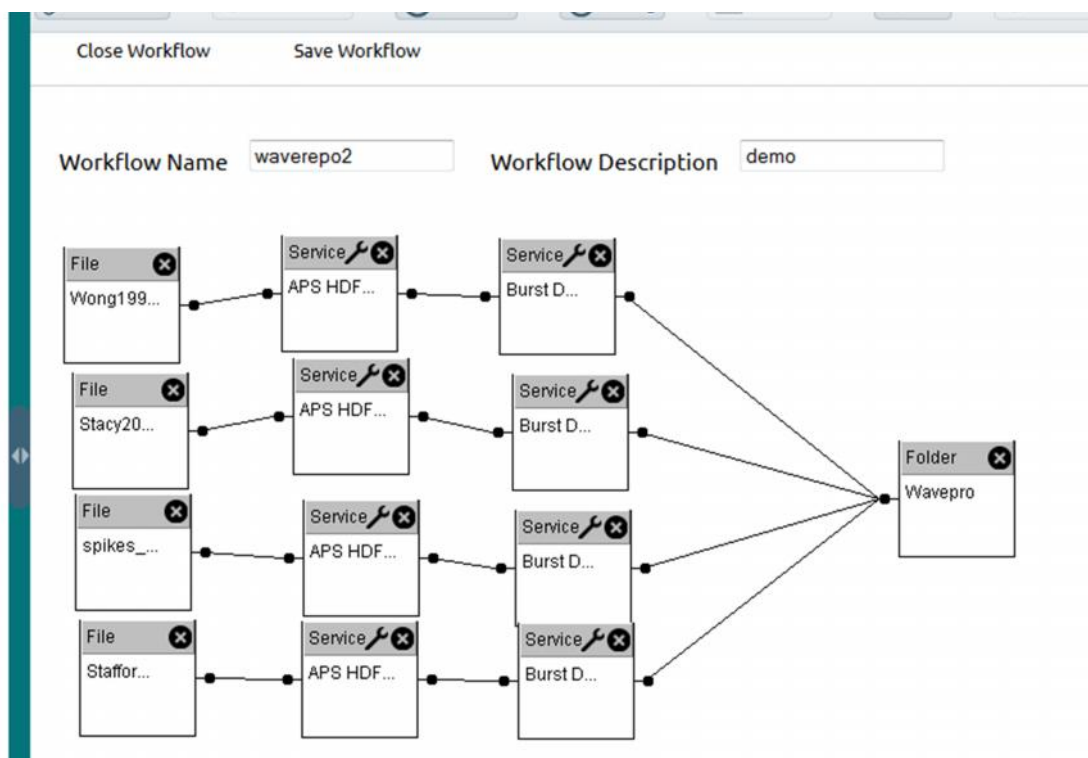 Close Workflow Save Workflow
Workflow Name waverepo2 Workflow Description demo
File
Wong199...
Service
APS HDF...
Service
Burst D...
File
Stacy20...
Service
APS HDF...
Service
Burst D...
Folder
Wavepro
File
spikes_...
Service
APS HDF...
Service
Burst D...
File
Staffor...
Service
APS HDF...
Service
Burst D...